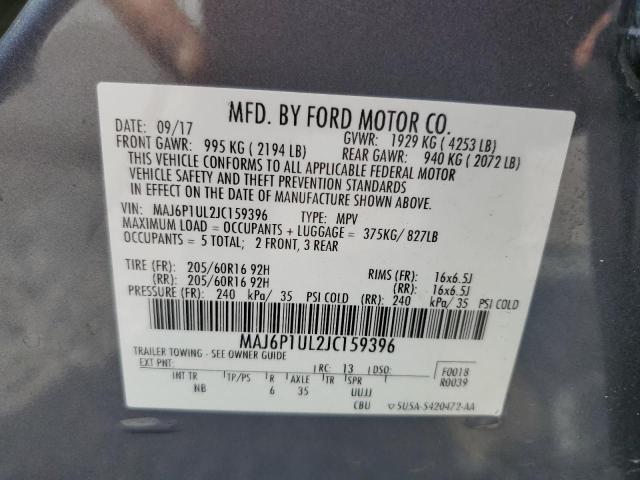 MFD. BY FORD MOTOR CO.
DATE: 09/17 GVWR: 1929 KG ( 4253 LB)
FRONT GAWR: 995 KG ( 2194 LB) REAR GAWR: 940 KG ( 2072 LB)
THIS VEHICLE CONFORMS TO ALL APPLICABLE FEDERAL MOTOR
VEHICLE SAFETY AND THEFT PREVENTION STANDARDS
IN EFFECT ON THE DATE OF MANUFACTURE SHOWN ABOVE.
VIN: MAJ6P1UL2JC159396 TYPE: MPV
MAXIMUM LOAD = OCCUPANTS + LUGGAGE = 375KG/ 827LB
OCCUPANTS = 5 TOTAL; 2 FRONT, 3 REAR
TIRE (FR): 205/60R16 92H RIMS (FR): 16x6.5J
(RR): 205/60R16 92H (RR): 16x6.5J
PRESSURE (FR): 240 kPa/ 35 PSI COLD (RR): 240 kPa/ 35 PSI COLD
MAJ6P1UL2JC159396
TRAILER TOWING - SEE OWNER GUIDE
EXT PNT: RC: 13 DSO: F0018
INT TR TP/PS R AXLE TR SPR R0039
NB 6 35 UUJJ
CBU 5U5A-5420472-AA